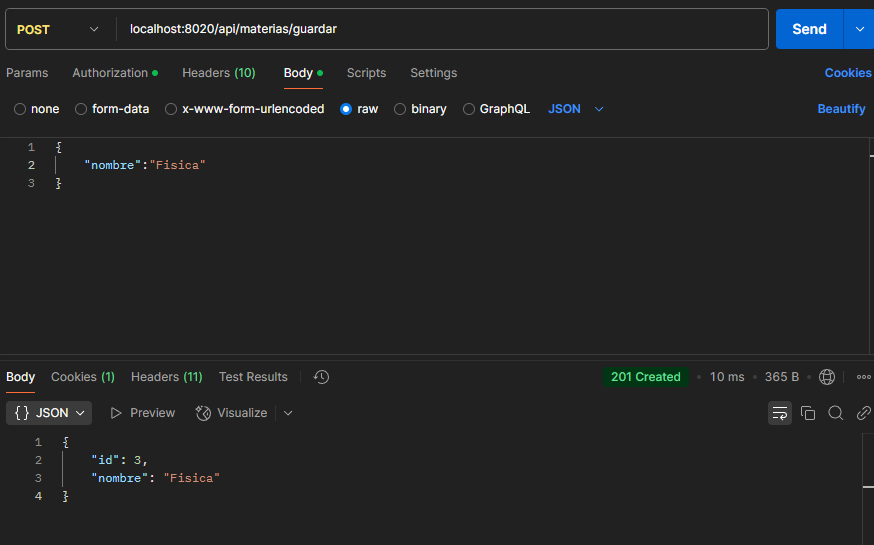 POST localhost:8020/api/materias/guardar Send
Params Authorization Headers (10) Body Scripts Settings Cookies
none form-data x-www-form-urlencoded raw binary GraphQL JSON Beautify
1 {
2 "nombre":"Fisica"
3 }
Body Cookies (1) Headers (11) Test Results 201 Created 10 ms 365 B
{} JSON Preview Visualize
1 {
2 "id": 3,
3 "nombre": "Fisica"
4 }